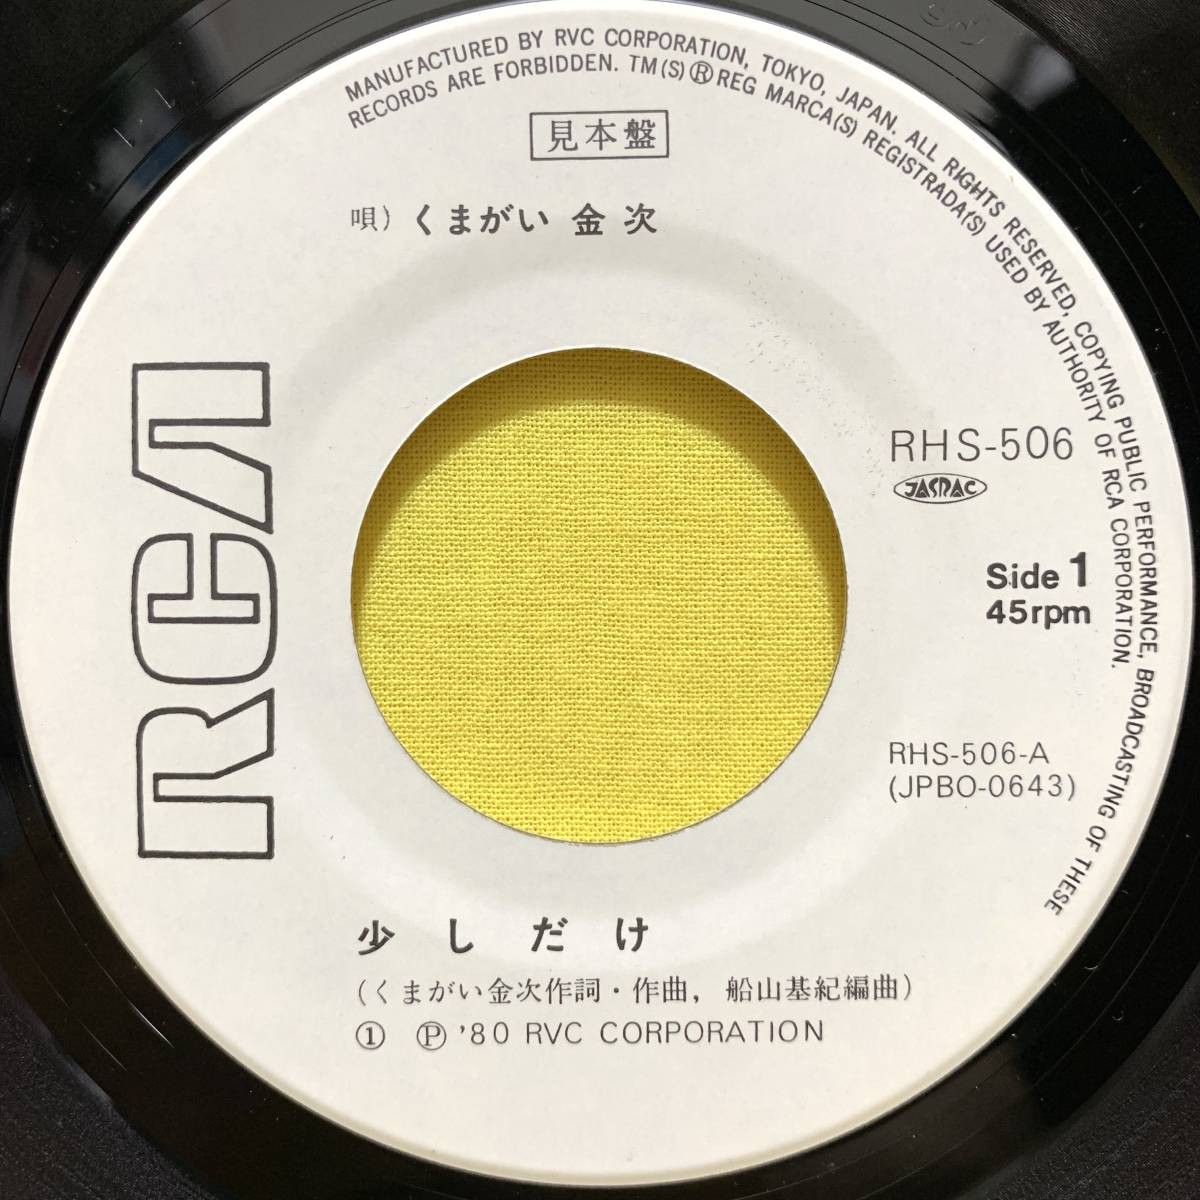 MANUFACTURED BY RVC CORPORATION, TOKYO, JAPAN. ALL RIGHTS RESERVED, COPYING PUBLIC PERFORMANCE, BROADCASTING OF THESE
RECORDS ARE FORBIDDEN. TM(S) ® REG MARCA(S) REGISTRADA(S) USED BY AUTHORITY OF RCA CORPORATION.
見本盤
唄) くまがい 金次
RCA
RHS-506
JASRAC
Side 1
45rpm
RHS-506-A
(JPBO-0643)
少しだけ
(くまがい金次作詞・作曲, 船山基紀編曲)
① Ⓟ '80 RVC CORPORATION